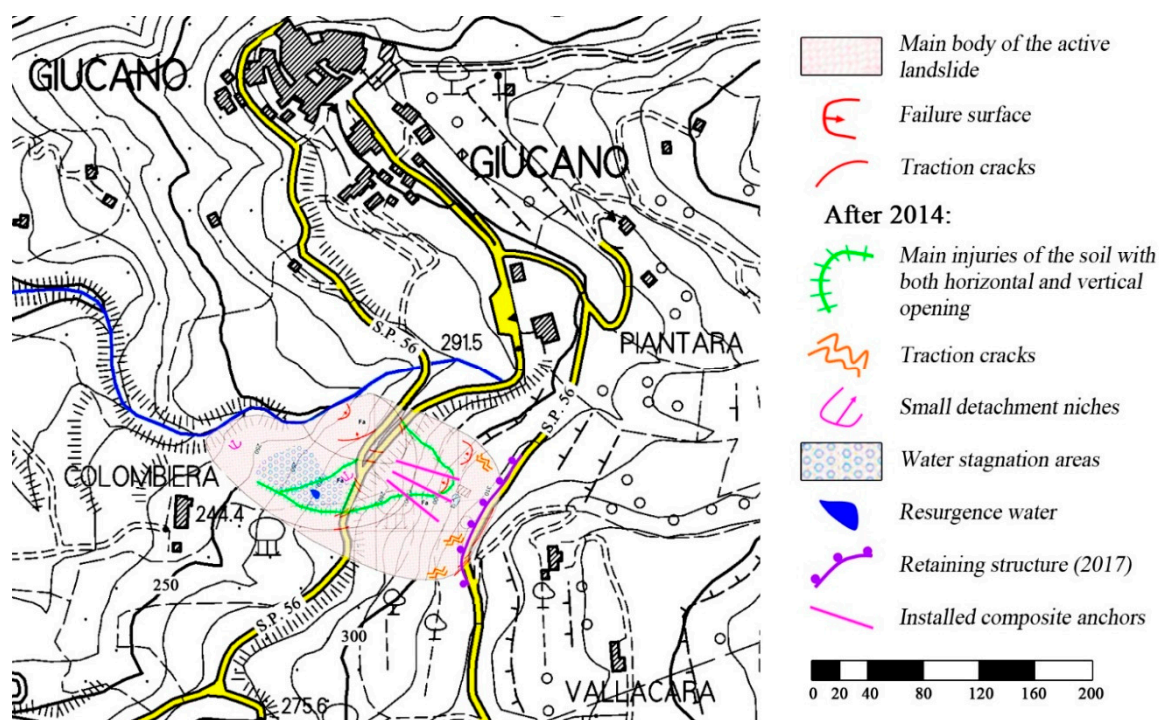 GIUCANO
GIUCANO
S.P. 56
291.5
PIANTARA
S.P. 56
COLOMBIERA
244.4
250
S.P. 56
300
275.6
VALLACARA
Main body of the active
landslide
Failure surface
Traction cracks
After 2014:
Main injuries of the soil with
both horizontal and vertical
opening
Traction cracks
Small detachment niches
Water stagnation areas
Resurgence water
Retaining structure (2017)
Installed composite anchors
0 20 40 80 120 160 200